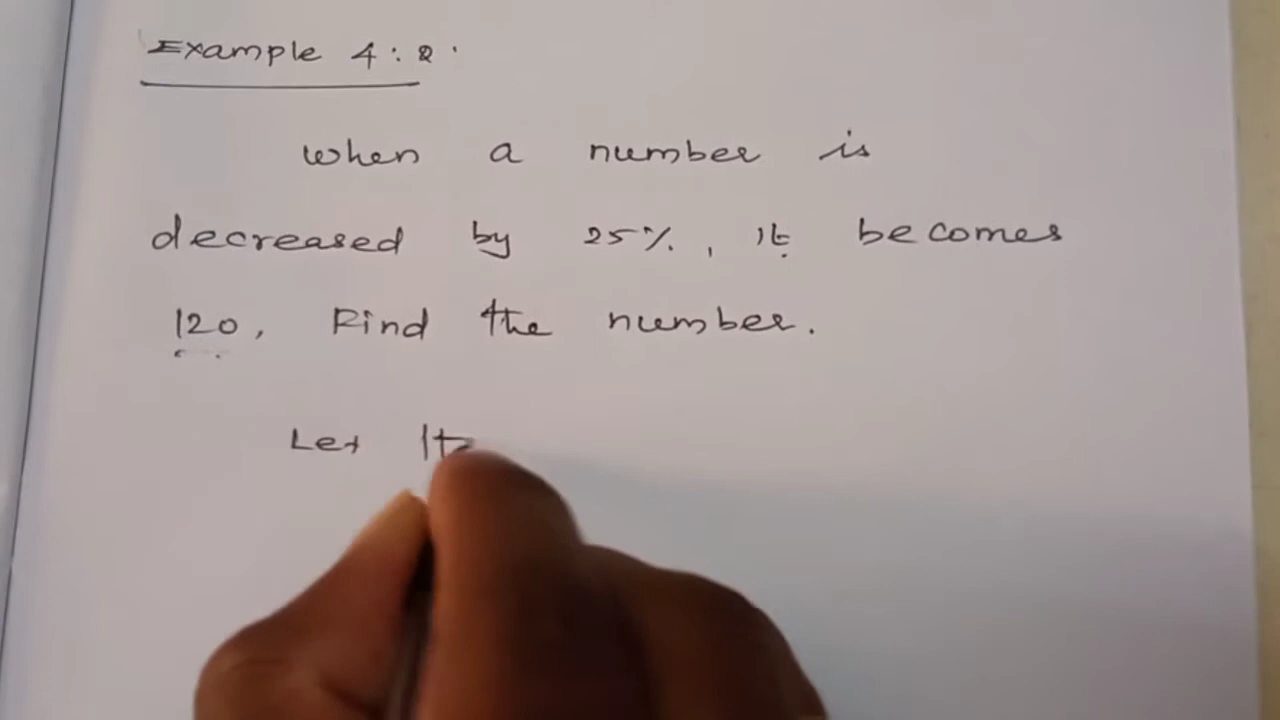 Example 4:2.
When a number is
decreased by 25%, it becomes
120, Find the number.
Let